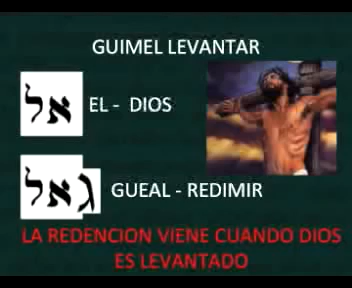 GUIMEL LEVANTAR
אל EL - DIOS
גאל GUEAL - REDIMIR
LA REDENCION VIENE CUANDO DIOS
ES LEVANTADO